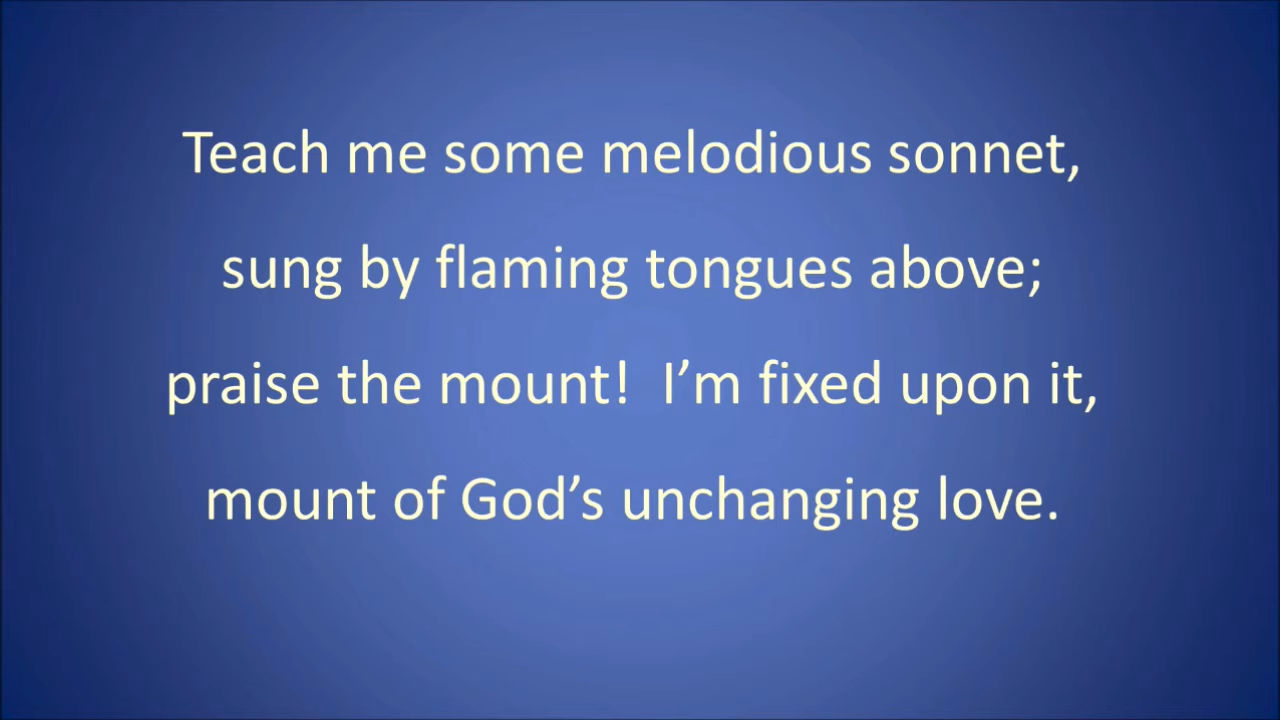 Teach me some melodious sonnet,
sung by flaming tongues above;
praise the mount!  I’m fixed upon it,
mount of God’s unchanging love.